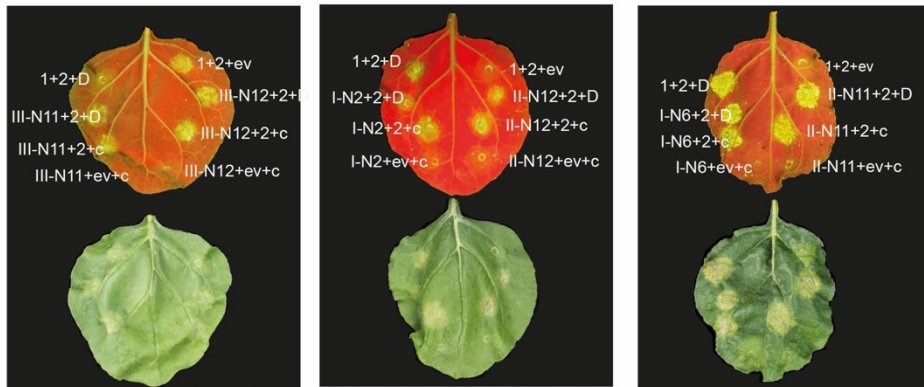 1+2+D
1+2+ev
III-N12+2+D
III-N11+2+D
III-N12+2+c
III-N11+2+c
III-N11+ev+c
III-N12+ev+c
1+2+D
1+2+ev
I-N2+2+D
II-N12+2+D
I-N2+2+c
II-N12+2+c
I-N2+ev+c
II-N12+ev+c
1+2+ev
1+2+D
II-N11+2+D
I-N6+2+D
I-N6+2+c
II-N11+2+c
I-N6+ev+c
II-N11+ev+c